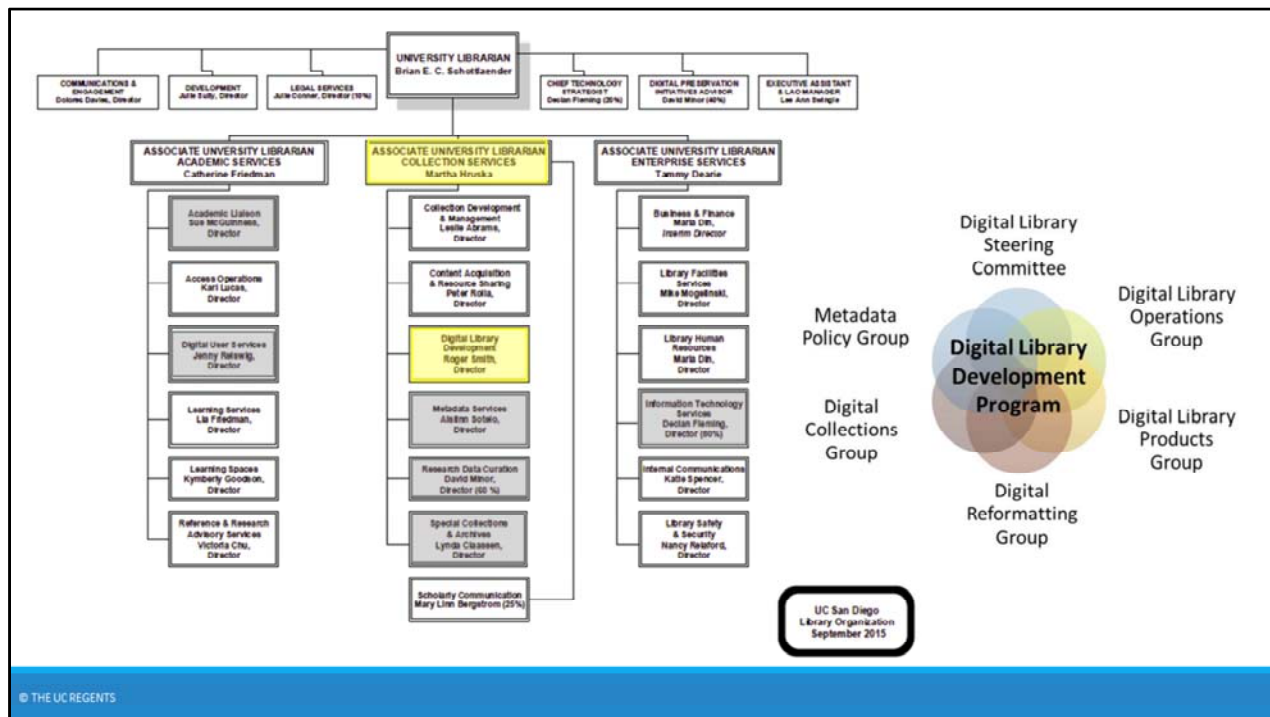 UNIVERSITY LIBRARIAN
Brian E. C. Schottlaender
COMMUNICATIONS &
ENGAGEMENT
Dolores Davies, Director
DEVELOPMENT
Julie Sully, Director
LEGAL SERVICES
Julie Conner, Director (10%)
CHIEF TECHNOLOGY
STRATEGIST
Declan Fleming (20%)
DIGITAL PRESERVATION
INITIATIVES ADVISOR
David Minor (40%)
EXECUTIVE ASSISTANT
& LAO MANAGER
Lee Ann Swingle
ASSOCIATE UNIVERSITY LIBRARIAN
ACADEMIC SERVICES
Catherine Friedman
ASSOCIATE UNIVERSITY LIBRARIAN
COLLECTION SERVICES
Martha Hruska
ASSOCIATE UNIVERSITY LIBRARIAN
ENTERPRISE SERVICES
Tammy Dearie
Academic Liaison
Sue McGuinness,
Director
Access Operations
Karl Lucas,
Director
Digital User Services
Jenny Reiswig,
Director
Learning Services
Lia Friedman,
Director
Learning Spaces
Kymberly Goodson,
Director
Reference & Research
Advisory Services
Victoria Chu,
Director
Collection Development
& Management
Leslie Abrams,
Director
Content Acquisition
& Resource Sharing
Peter Rolla,
Director
Digital Library
Development
Roger Smith,
Director
Metadata Services
Aislinn Sotelo,
Director
Research Data Curation
David Minor,
Director (60 %)
Special Collections
& Archives
Lynda Claassen,
Director
Scholarly Communication
Mary Linn Bergstrom (25%)
Business & Finance
Maria Din,
Interim Director
Library Facilities
Services
Mike Mogelinski,
Director
Library Human
Resources
Maria Din,
Director
Information Technology
Services
Declan Fleming,
Director (80%)
Internal Communications
Katie Spencer,
Director
Library Safety
& Security
Nancy Relaford,
Director
Digital Library
Steering
Committee
Digital Library
Operations
Group
Digital Library
Products
Group
Digital
Reformatting
Group
Digital
Collections
Group
Metadata
Policy Group
Digital Library
Development
Program
UC San Diego
Library Organization
September 2015
© THE UC REGENTS